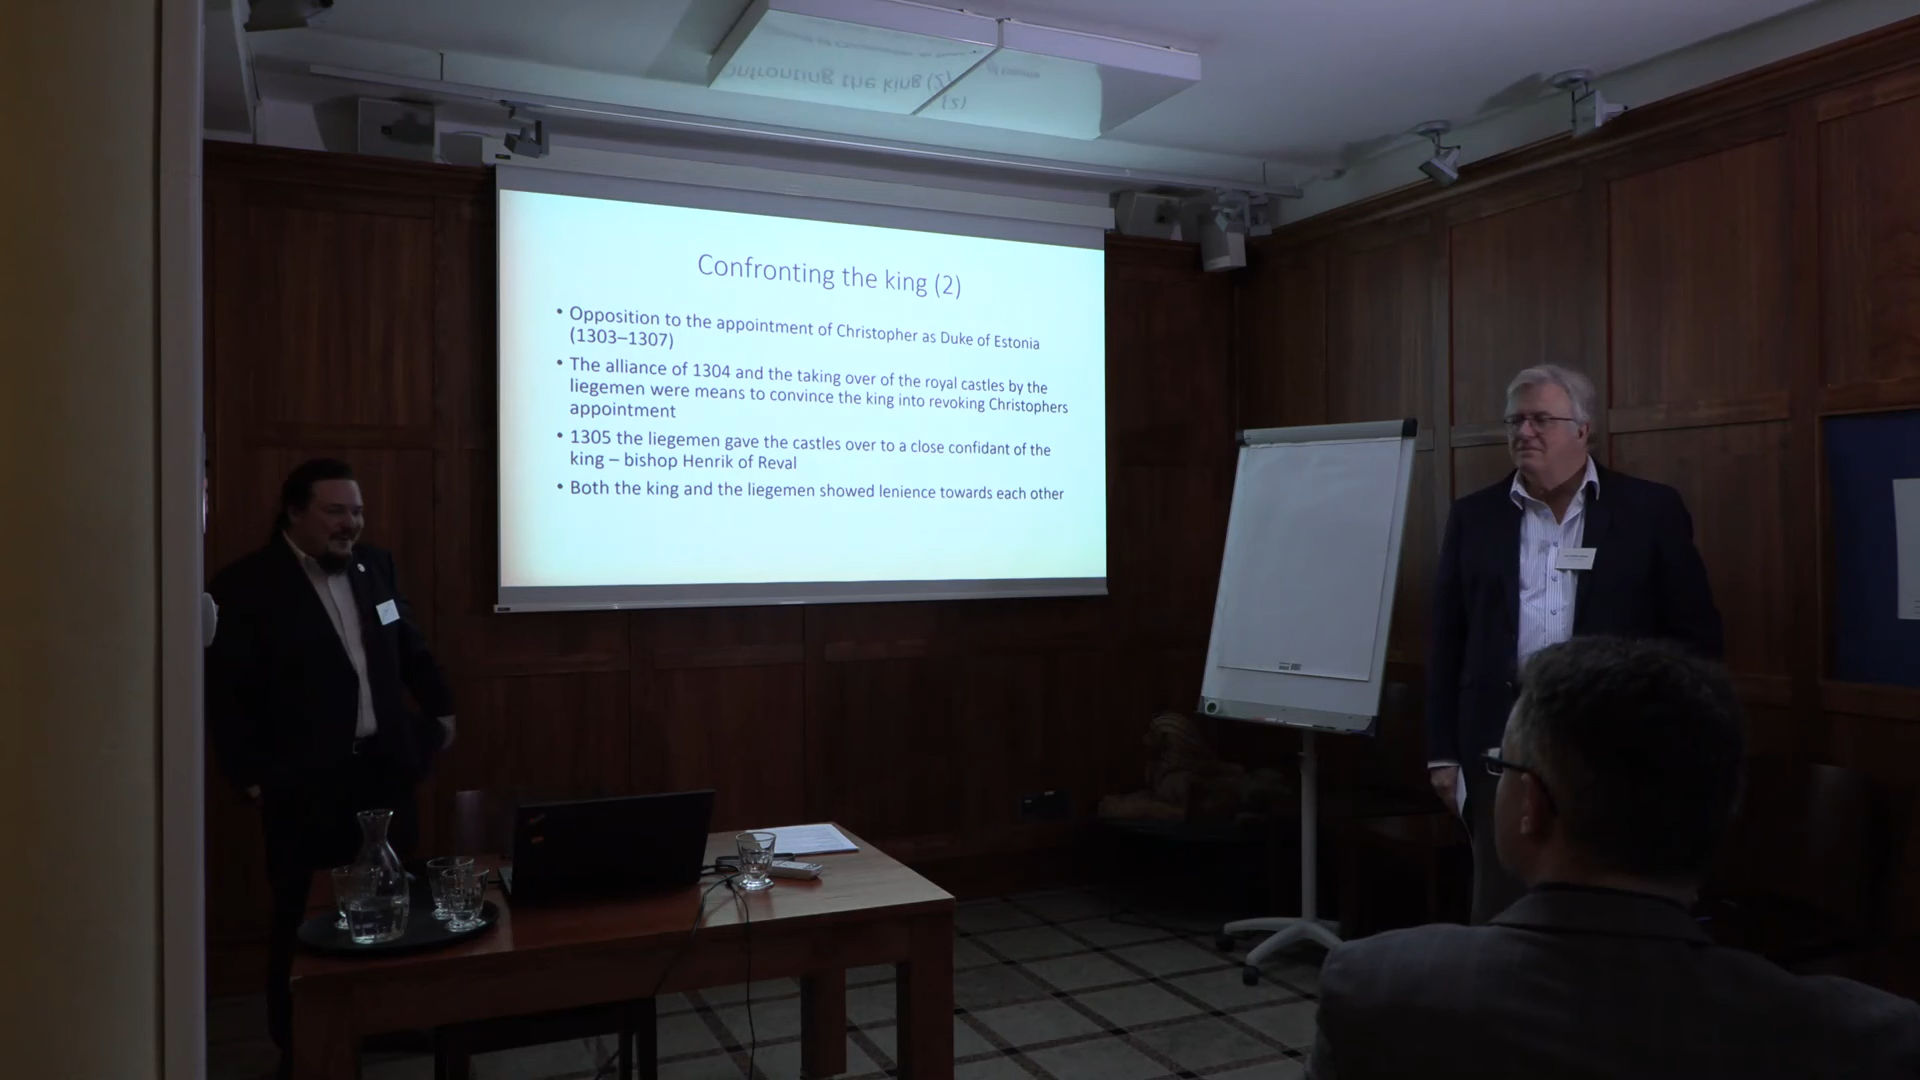 Confronting the king (2)
• Opposition to the appointment of Christopher as Duke of Estonia
(1303–1307)
• The alliance of 1304 and the taking over of the royal castles by the
liegemen were means to convince the king into revoking Christophers
appointment
• 1305 the liegemen gave the castles over to a close confidant of the
king – bishop Henrik of Reval
• Both the king and the liegemen showed lenience towards each other